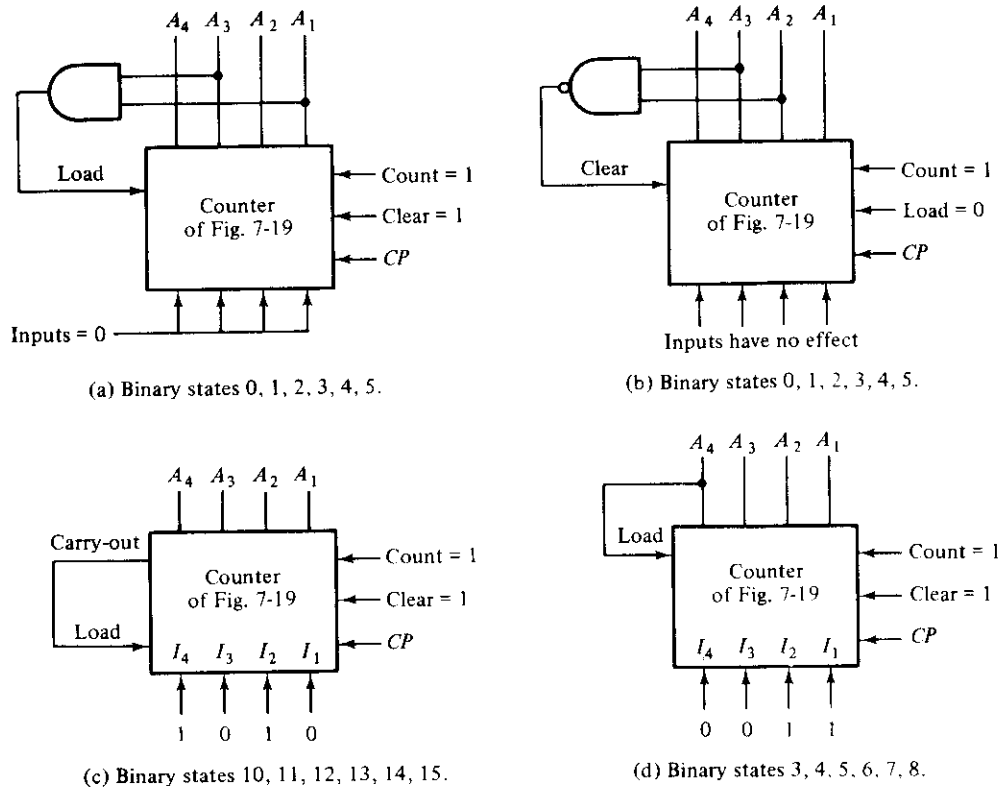 A4 A3 A2 A1
Load
Counter
of Fig. 7-19
Count = 1
Clear = 1
CP
Inputs = 0
(a) Binary states 0, 1, 2, 3, 4, 5.
A4 A3 A2 A1
Clear
Counter
of Fig. 7-19
Count = 1
Load = 0
CP
Inputs have no effect
(b) Binary states 0, 1, 2, 3, 4, 5.
A4 A3 A2 A1
Carry-out
Load
Counter
of Fig. 7-19
Count = 1
Clear = 1
CP
I4 I3 I2 I1
1 0 1 0
(c) Binary states 10, 11, 12, 13, 14, 15.
A4 A3 A2 A1
Load
Counter
of Fig. 7-19
Count = 1
Clear = 1
CP
I4 I3 I2 I1
0 0 1 1
(d) Binary states 3, 4, 5, 6, 7, 8.